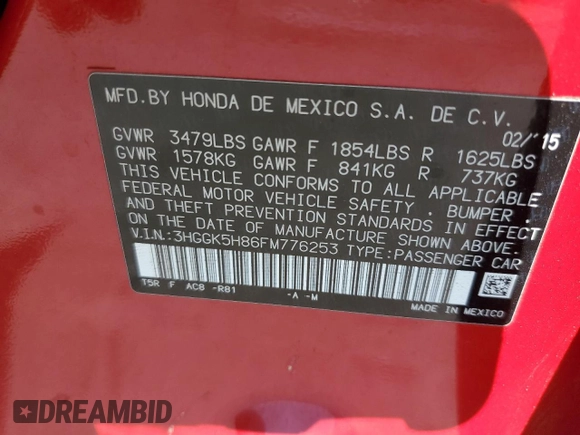 MFD.BY HONDA DE MEXICO S.A. DE C.V.
02/'15
GVWR 3479LBS GAWR F 1854LBS R 1625LBS
GVWR 1578KG GAWR F 841KG R 737KG
THIS VEHICLE CONFORMS TO ALL APPLICABLE
FEDERAL MOTOR VEHICLE SAFETY , BUMPER ,
AND THEFT PREVENTION STANDARDS IN EFFECT
ON THE DATE OF MANUFACTURE SHOWN ABOVE.
V.I.N.:3HGGK5H86FM776253 TYPE:PASSENGER CAR
T5R F AC8 -R81 -A -M
MADE IN MEXICO
DREAMBID